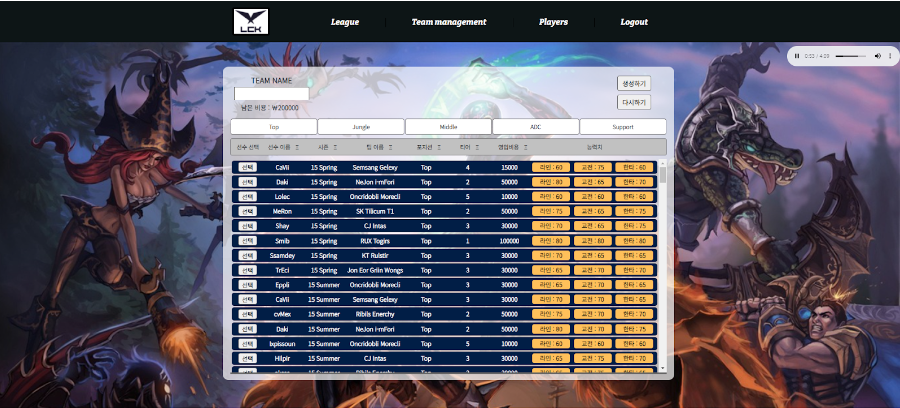 LCK League Team management Players Logout
0:53 / 4:09
TEAM NAME
생성하기
남은 비용 : ₩200000
다시하기
Top Jungle Middle ADC Support
선수 선택 선수 이름 시즌 팀 이름 포지션 티어 영입비용 능력치
선택 CaVii 15 Spring Semsang Gelexy Top 4 15000 라인 : 60 교전 : 75 한타 : 60
선택 Daki 15 Spring NeJon i-mFori Top 2 50000 라인 : 80 교전 : 65 한타 : 70
선택 Lolec 15 Spring Oncridobli Morecli Top 5 10000 라인 : 60 교전 : 60 한타 : 60
선택 MeRon 15 Spring SK Tilicum T1 Top 2 50000 라인 : 75 교전 : 65 한타 : 75
선택 Shay 15 Spring CJ Intas Top 3 30000 라인 : 70 교전 : 70 한타 : 75
선택 Smib 15 Spring RUX Togirs Top 1 100000 라인 : 80 교전 : 80 한타 : 80
선택 Ssamdey 15 Spring KT Rulstir Top 3 30000 라인 : 70 교전 : 70 한타 : 65
선택 TrEci 15 Spring Jon Eor Griin Wongs Top 3 30000 라인 : 65 교전 : 70 한타 : 70
선택 Eppli 15 Summer Oncridobli Morecli Top 3 30000 라인 : 70 교전 : 70 한타 : 65
선택 CaVii 15 Summer Semsang Gelexy Top 3 30000 라인 : 70 교전 : 70 한타 : 65
선택 cvMex 15 Summer Ribils Enerchy Top 2 50000 라인 : 70 교전 : 70 한타 : 70
선택 Daki 15 Summer NeJon i-mFori Top 2 50000 라인 : 80 교전 : 75 한타 : 70
선택 Ixpissoun 15 Summer Oncridobli Morecli Top 5 10000 라인 : 60 교전 : 60 한타 : 65
선택 Hilpir 15 Summer CJ Intas Top 3 30000 라인 : 65 교전 : 75 한타 : 70